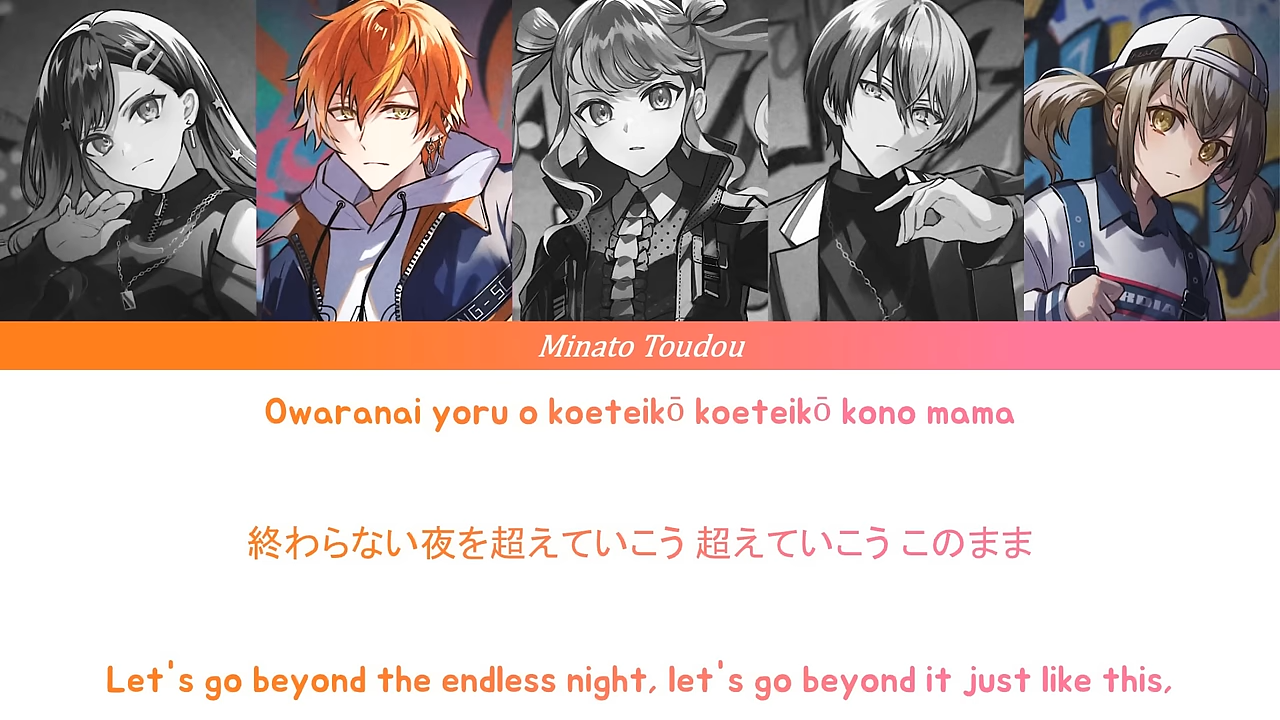 Minato Toudou
Owaranai yoru o koeteikō koeteikō kono mama
終わらない夜を超えていこう 超えていこう このまま
Let's go beyond the endless night, let's go beyond it just like this,